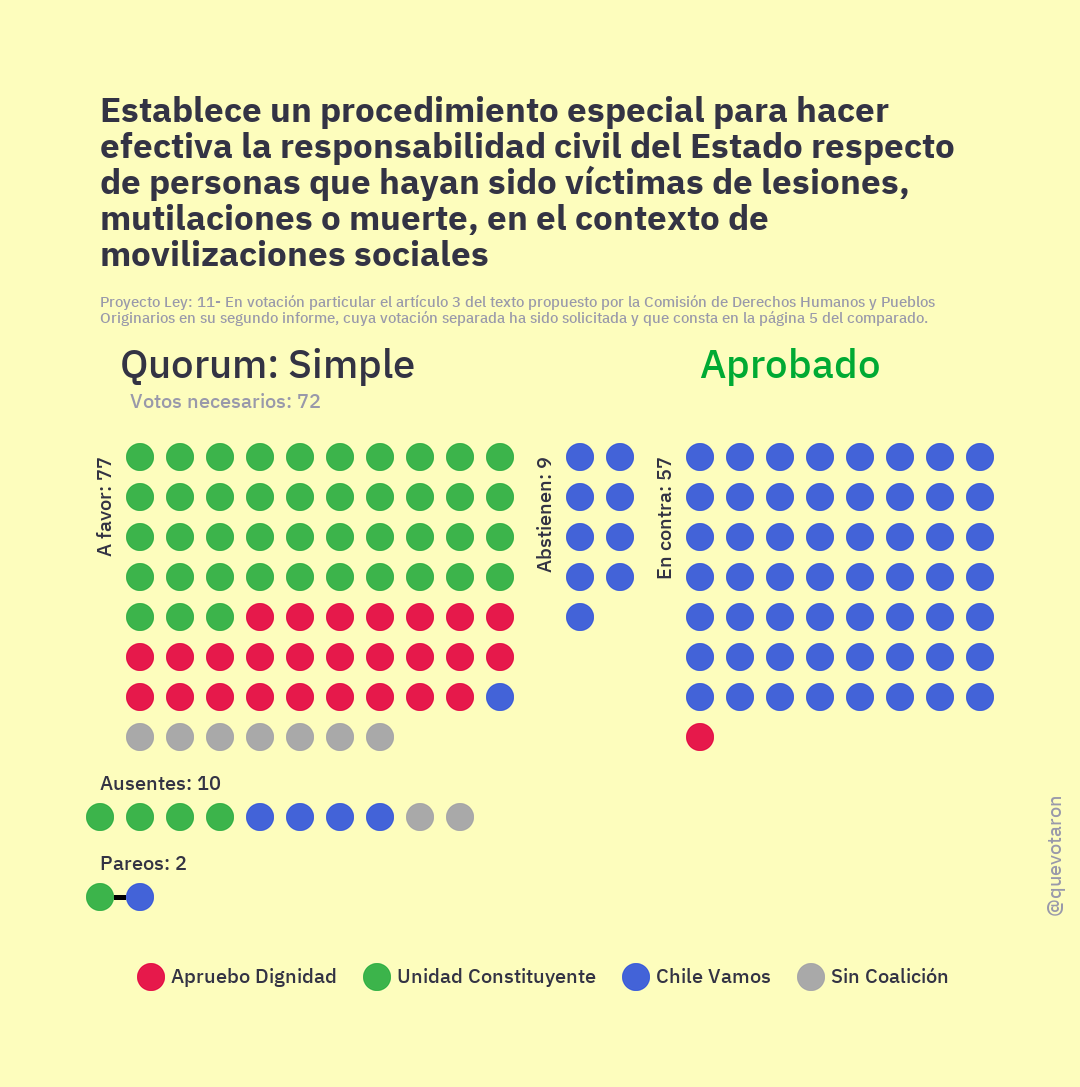 Establece un procedimiento especial para hacer
efectiva la responsabilidad civil del Estado respecto
de personas que hayan sido víctimas de lesiones,
mutilaciones o muerte, en el contexto de
movilizaciones sociales
Proyecto Ley: 11- En votación particular el artículo 3 del texto propuesto por la Comisión de Derechos Humanos y Pueblos
Originarios en su segundo informe, cuya votación separada ha sido solicitada y que consta en la página 5 del comparado.
Quorum: Simple
Aprobado
Votos necesarios: 72
A favor: 77
Abstienen: 9
En contra: 57
Ausentes: 10
Pareos: 2
@quevotaron
Apruebo Dignidad
Unidad Constituyente
Chile Vamos
Sin Coalición